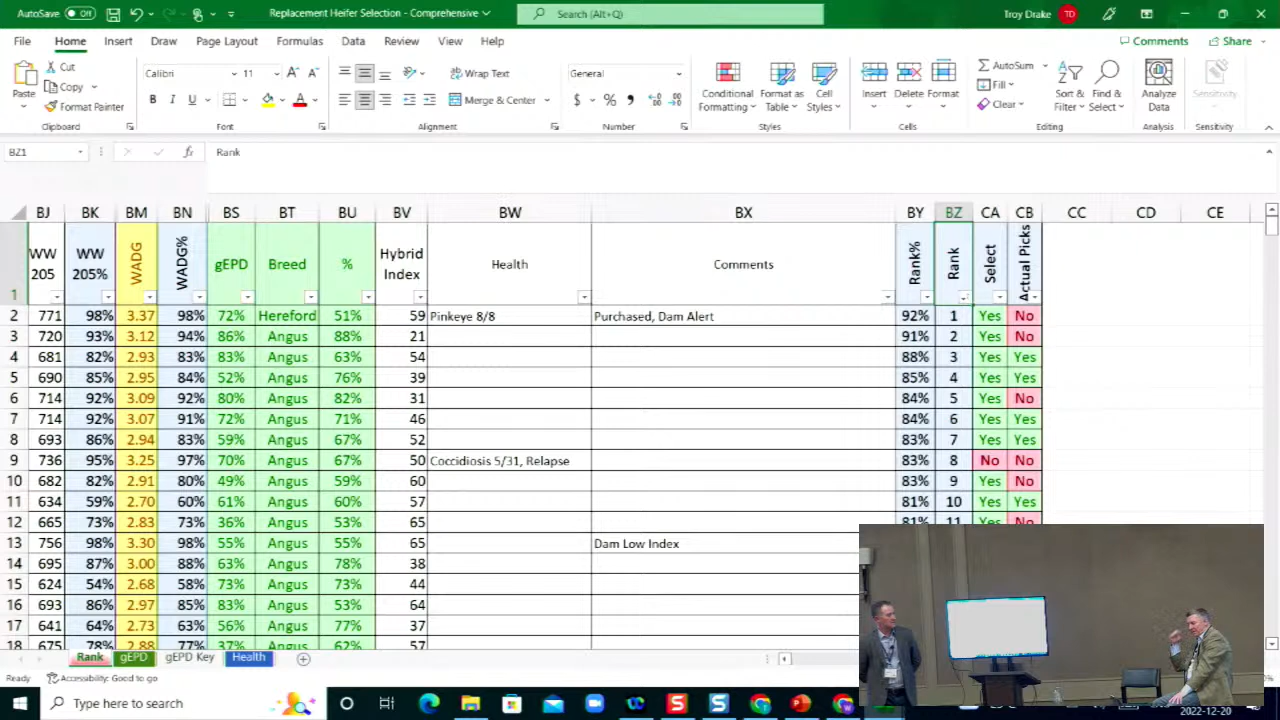 AutoSave Off Replacement Heifer Selection - Comprehensive Search (Alt+Q) Troy Drake TD
File Home Insert Draw Page Layout Formulas Data Review View Help Comments Share
Paste Cut Copy Format Painter Calibri 11 Wrap Text Merge & Center General Conditional Formatting Format as Table Cell Styles Insert Delete Format AutoSum Fill Clear Sort & Filter Find & Select Analyze Data Sensitivity
Clipboard Font Alignment Number Styles Cells Editing Analysis Sensitivity
BZ1 fx Rank
BJ BK BM BN BS BT BU BV BW BX BY BZ CA CB CC CD CE
1 WW 205 WW 205% WADG WADG% gEPD Breed % Hybrid Index Health Comments Rank% Rank Select Actual Picks
2 771 98% 3.37 98% 72% Hereford 51% 59 Pinkeye 8/8 Purchased, Dam Alert 92% 1 Yes No
3 720 93% 3.12 94% 86% Angus 88% 21 91% 2 Yes No
4 681 82% 2.93 83% 83% Angus 63% 54 88% 3 Yes Yes
5 690 85% 2.95 84% 52% Angus 76% 39 85% 4 Yes Yes
6 714 92% 3.09 92% 80% Angus 82% 31 84% 5 Yes No
7 714 92% 3.07 91% 72% Angus 71% 46 84% 6 Yes Yes
8 693 86% 2.94 83% 59% Angus 67% 52 83% 7 Yes Yes
9 736 95% 3.25 97% 70% Angus 67% 50 Coccidiosis 5/31, Relapse 83% 8 No No
10 682 82% 2.91 80% 49% Angus 59% 60 83% 9 Yes No
11 634 59% 2.70 60% 61% Angus 60% 57 81% 10 Yes Yes
12 665 73% 2.83 73% 36% Angus 53% 65 81% 11 Yes No
13 756 98% 3.30 98% 55% Angus 55% 65 Dam Low Index
14 695 87% 3.00 88% 63% Angus 78% 38
15 624 54% 2.68 58% 73% Angus 73% 44
16 693 86% 2.97 85% 83% Angus 53% 64
17 641 64% 2.73 63% 56% Angus 77% 37
18 675 78% 2.88 77% 37% Angus 62% 57
Rank gEPD gEPD Key Health
Ready Accessibility: Good to go
Type here to search
2022-12-20